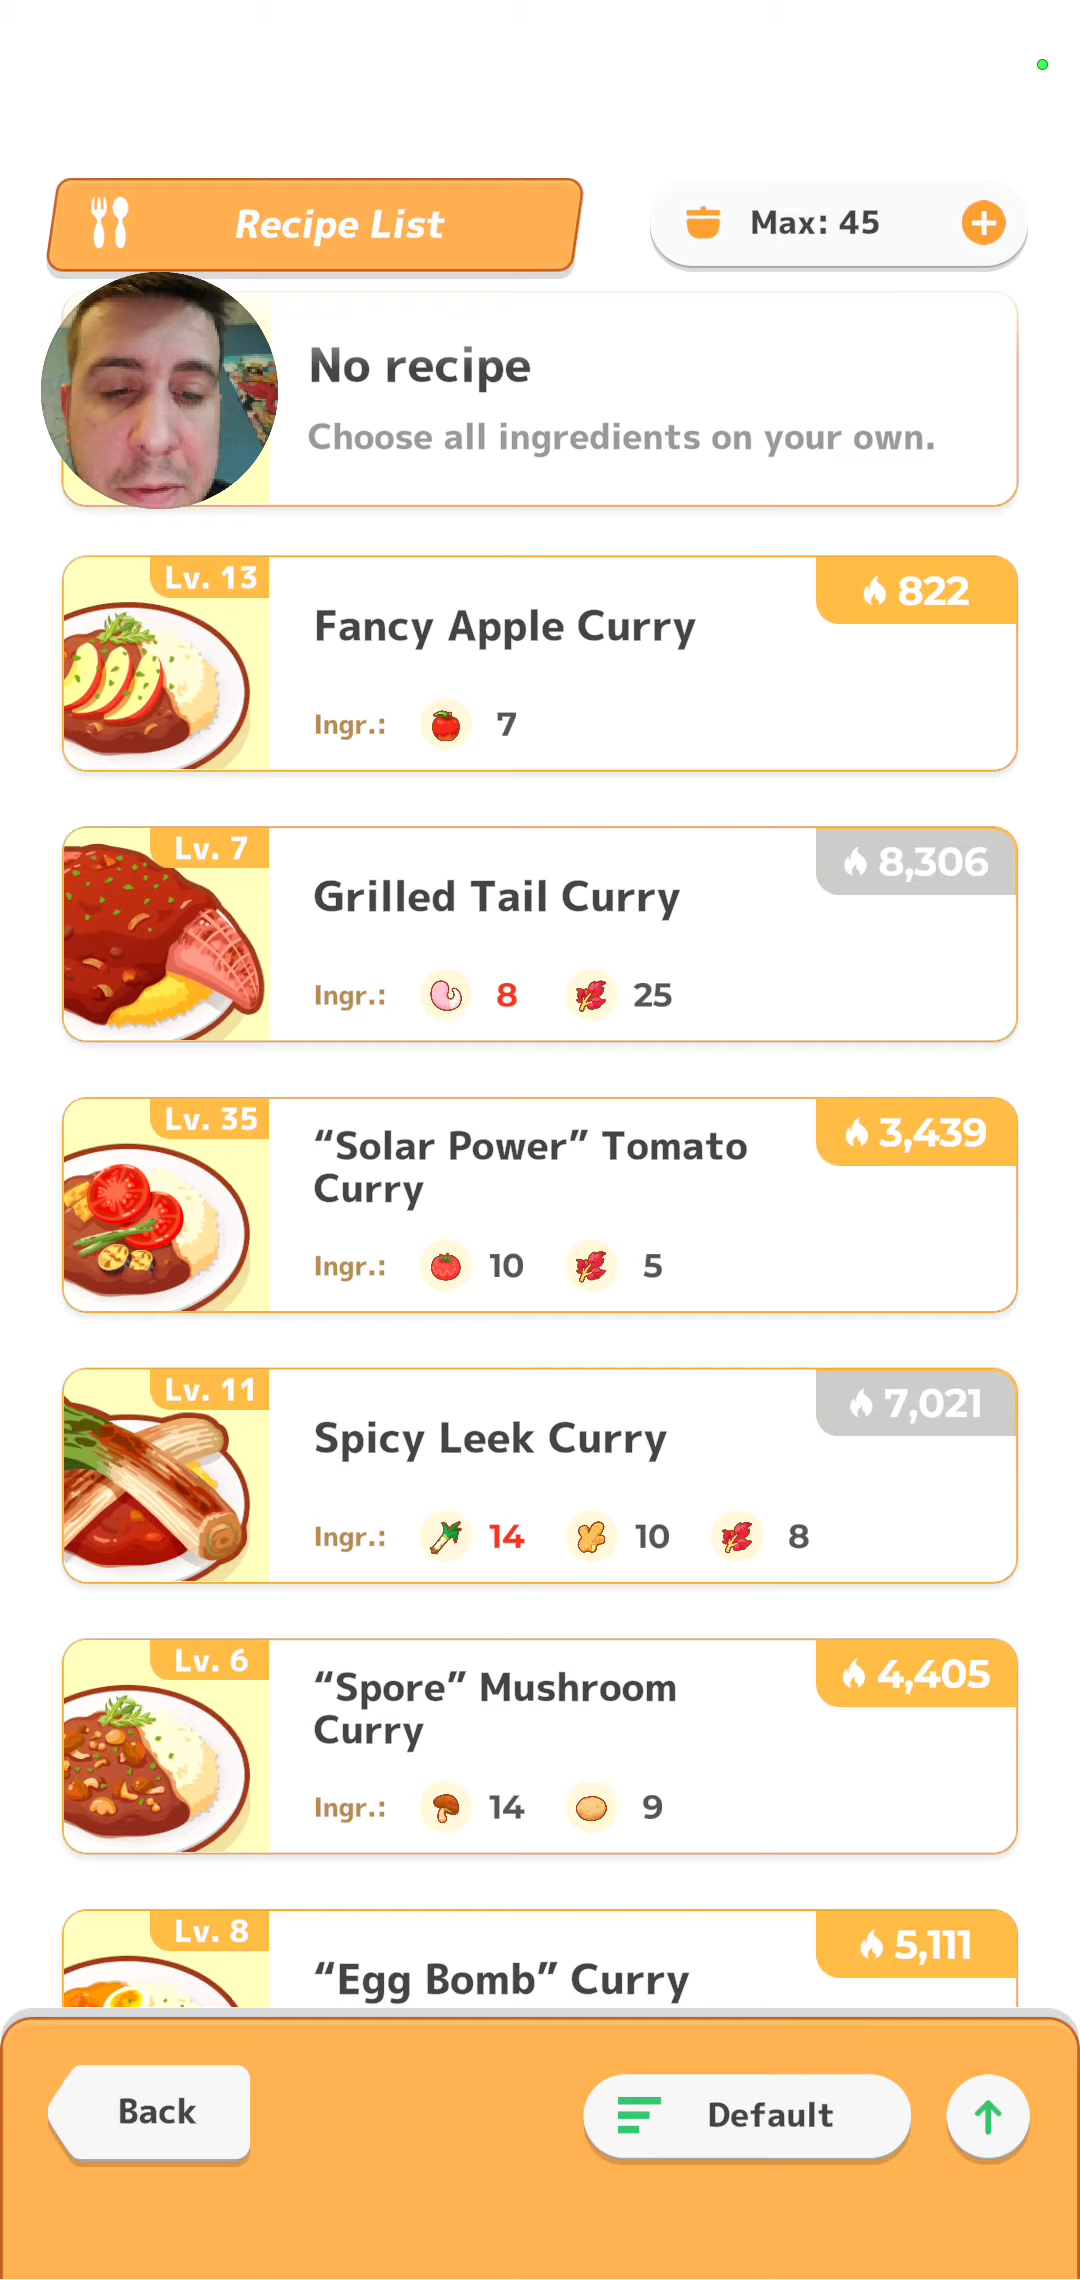 Recipe List
Max: 45
No recipe
Choose all ingredients on your own.
Lv. 13
822
Fancy Apple Curry
Ingr.: 7
Lv. 7
8,306
Grilled Tail Curry
Ingr.: 8 25
Lv. 35
3,439
“Solar Power” Tomato
Curry
Ingr.: 10 5
Lv. 11
7,021
Spicy Leek Curry
Ingr.: 14 10 8
Lv. 6
4,405
“Spore” Mushroom
Curry
Ingr.: 14 9
Lv. 8
5,111
“Egg Bomb” Curry
Back
Default